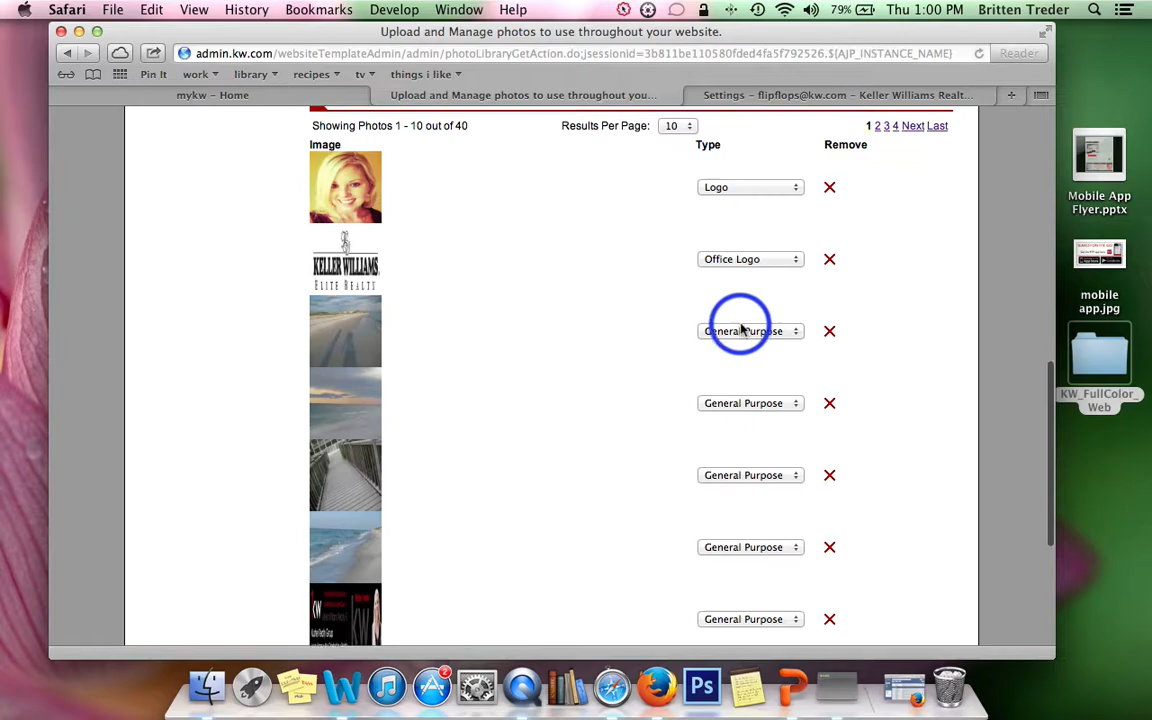 Safari File Edit View History Bookmarks Develop Window Help 79% Thu 1:00 PM Britten Treder
Upload and Manage photos to use throughout your website.
admin.kw.com/websiteTemplateAdmin/admin/photoLibraryGetAction.do;jsessionid=3b811be110580fded4fa5f792526.${AJP_INSTANCE_NAME} Reader
Pin It work library recipes tv things i like
mykw – Home Upload and Manage photos to use throughout you... Settings – flipflops@kw.com – Keller Williams Realt...
Showing Photos 1 - 10 out of 40 Results Per Page: 10 1 2 3 4 Next Last
Image Type Remove
Logo
KELLER WILLIAMS
ELITE REALTY
Office Logo
General Purpose
General Purpose
General Purpose
General Purpose
KW KW
General Purpose
Mobile App
Flyer.pptx
mobile
app.jpg
KW_FullColor_
Web
2
Ps